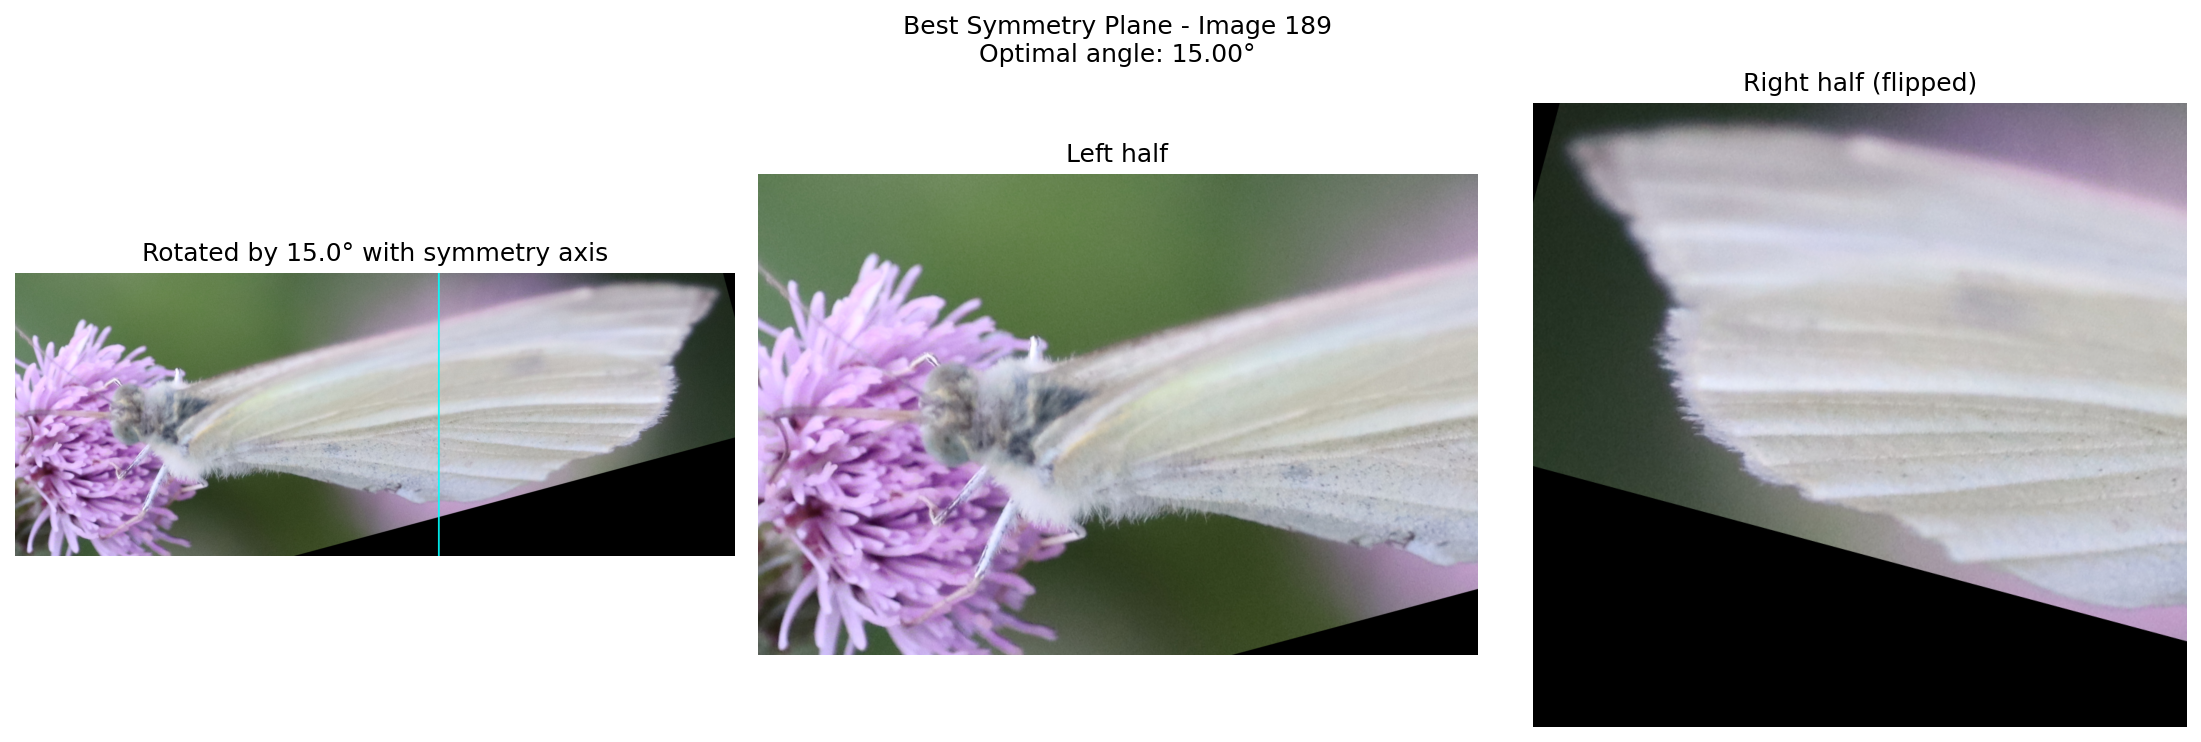 Best Symmetry Plane - Image 189
Optimal angle: 15.00°
Rotated by 15.0° with symmetry axis
Left half
Right half (flipped)